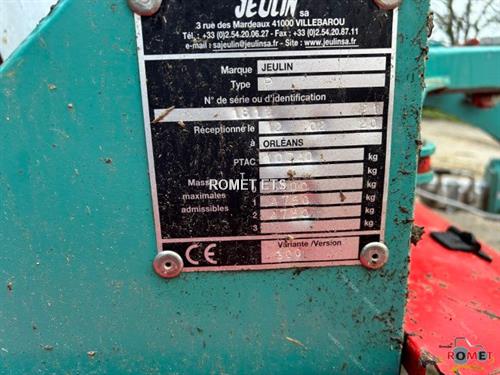 JEULIN sa
3 rue des Mardeaux 41000 VILLEBAROU
Tél. : +33 (0)2.54.20.06.27 - Fax : +33 (0)2.54.20.87.11
e-mail : sajeulin@jeulinsa.fr - Site : www.jeulinsa.fr
Marque JEULIN
Type P
N° de série ou d'identification
Réceptionné le
à ORLÉANS
PTAC kg
T kg
Masses maximales admissibles
1 4750 kg
2 4750 kg
3 kg
ROMET ETS
CE Variante/Version
ROMET